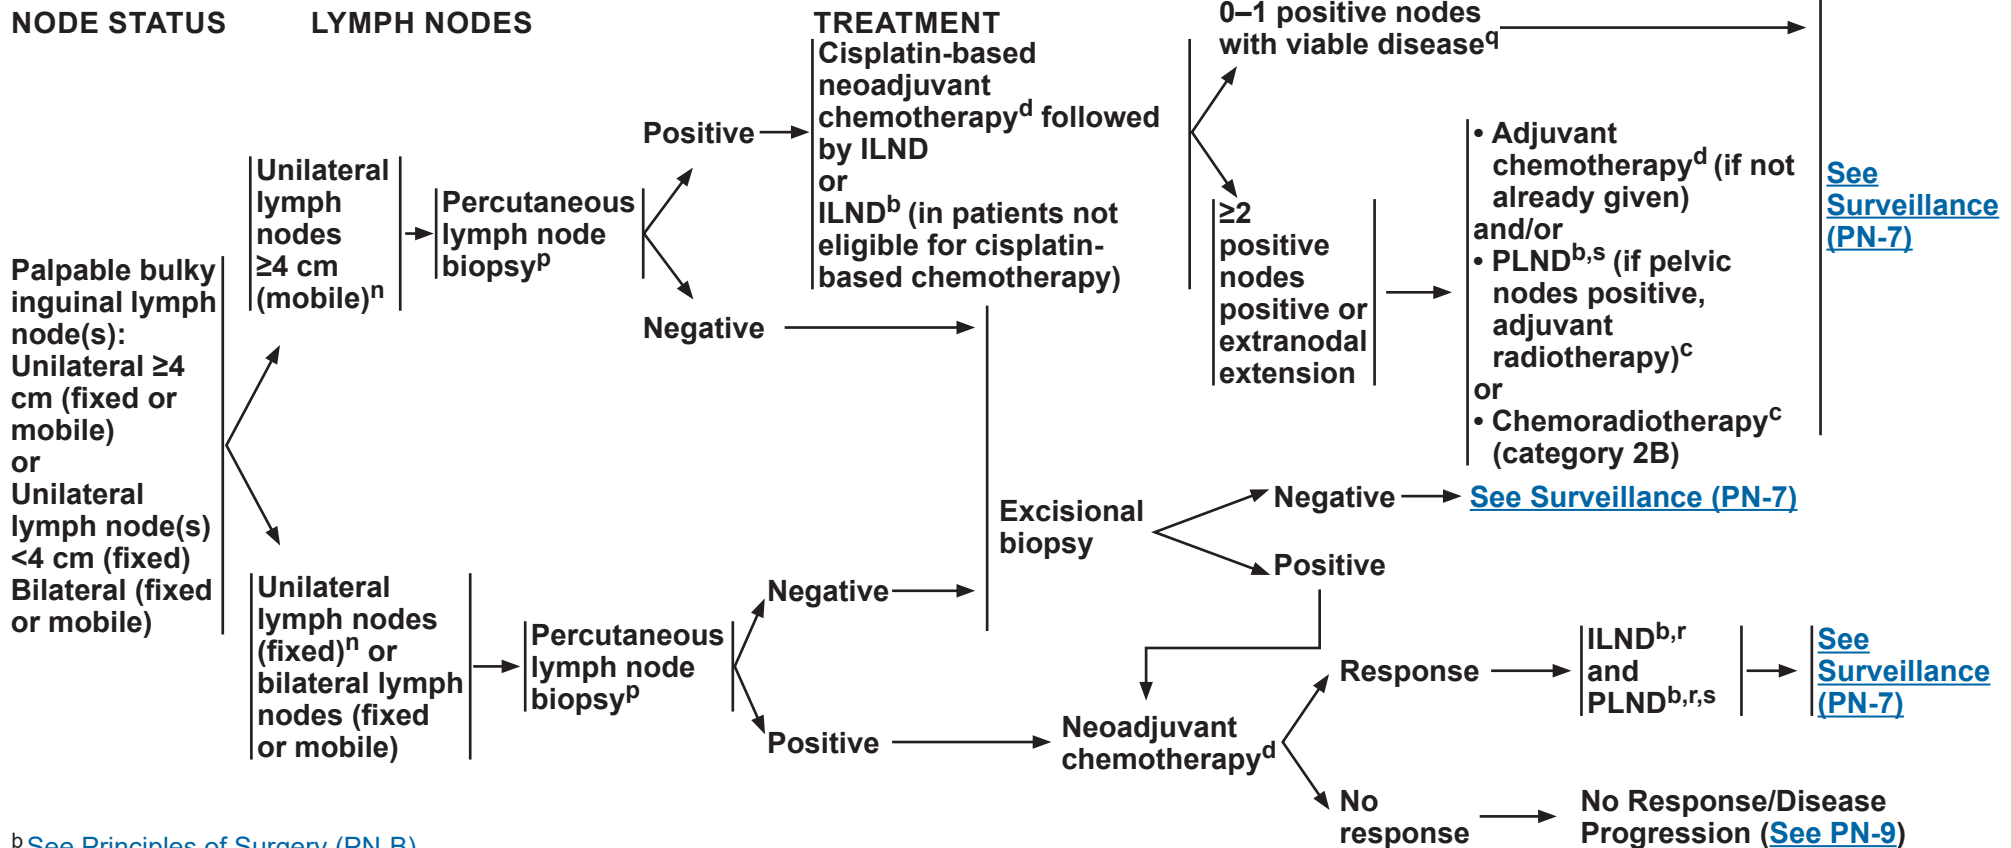 NODE STATUS
LYMPH NODES
TREATMENT
Palpable bulky
inguinal lymph
node(s):
Unilateral ≥4
cm (fixed or
mobile)
or
Unilateral
lymph node(s)
<4 cm (fixed)
Bilateral (fixed
or mobile)
Unilateral
lymph
nodes
≥4 cm
(mobile)n
Percutaneous
lymph node
biopsyp
Positive
Negative
Cisplatin-based
neoadjuvant
chemotherapyd followed
by ILND
or
ILNDb (in patients not
eligible for cisplatin-
based chemotherapy)
0–1 positive nodes
with viable diseaseq
≥2
positive
nodes
positive or
extranodal
extension
• Adjuvant
chemotherapyd (if not
already given)
and/or
• PLNDb,s (if pelvic
nodes positive,
adjuvant
radiotherapy)c
or
• Chemoradiotherapyc
(category 2B)
See
Surveillance
(PN-7)
Unilateral
lymph nodes
(fixed)n or
bilateral lymph
nodes (fixed
or mobile)
Percutaneous
lymph node
biopsyp
Negative
Positive
Excisional
biopsy
Negative
See Surveillance (PN-7)
Positive
Neoadjuvant
chemotherapyd
Response
ILNDb,r
and
PLNDb,r,s
See
Surveillance
(PN-7)
No
response
No Response/Disease
Progression (See PN-9)
b See Principles of Surgery (PN-B)